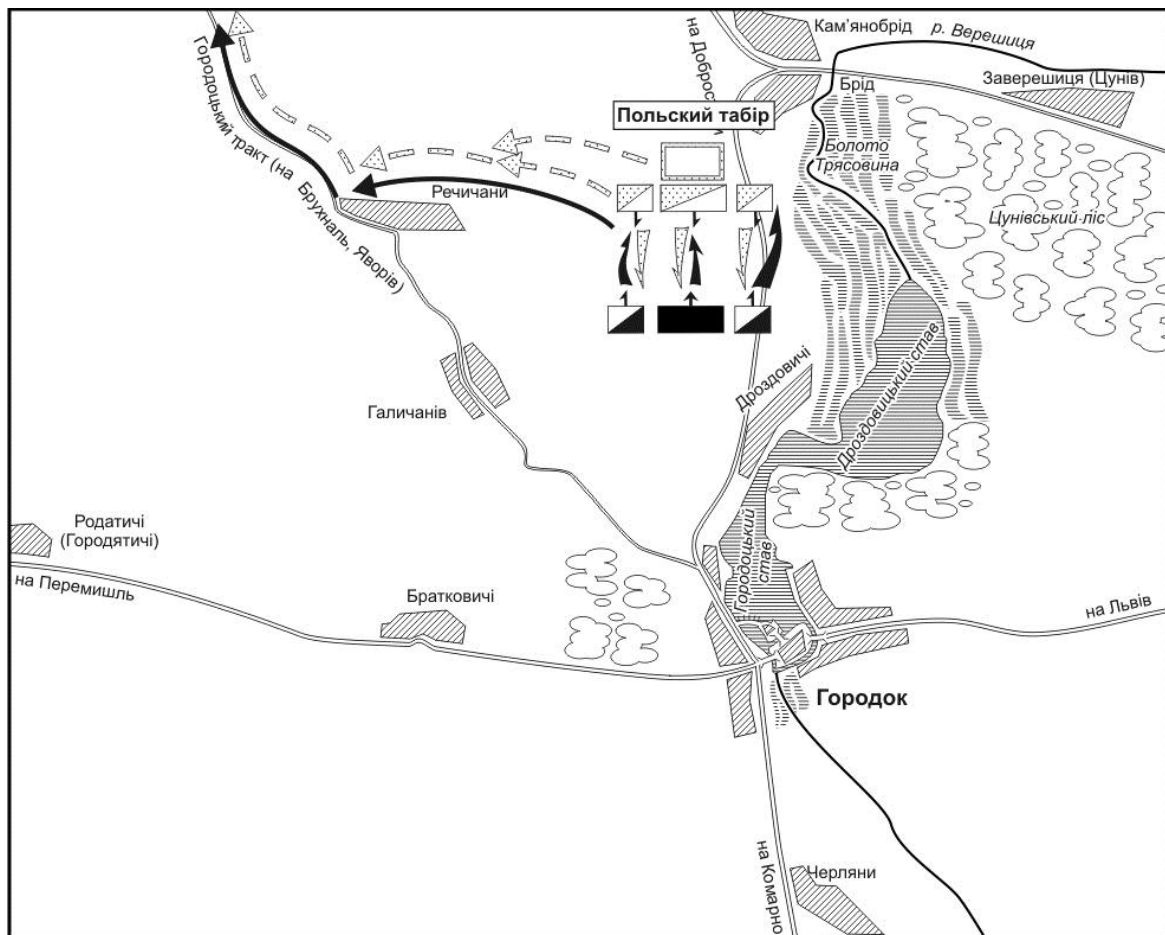 Кам’янобрід
р. Верешиця
на Доброс
Заверешиця (Цунів)
Брід
Польский табір
Болото
Трясовина
Цунівський ліс
Городоцький тракт (на Брухналь, Яворів)
Речичани
Дроздовичі
Дроздовицький став
Галичанів
Родатичі
(Городятичі)
на Перемишль
Братковичі
Городоцький
став
на Львів
Городок
на Комарно
Черляни